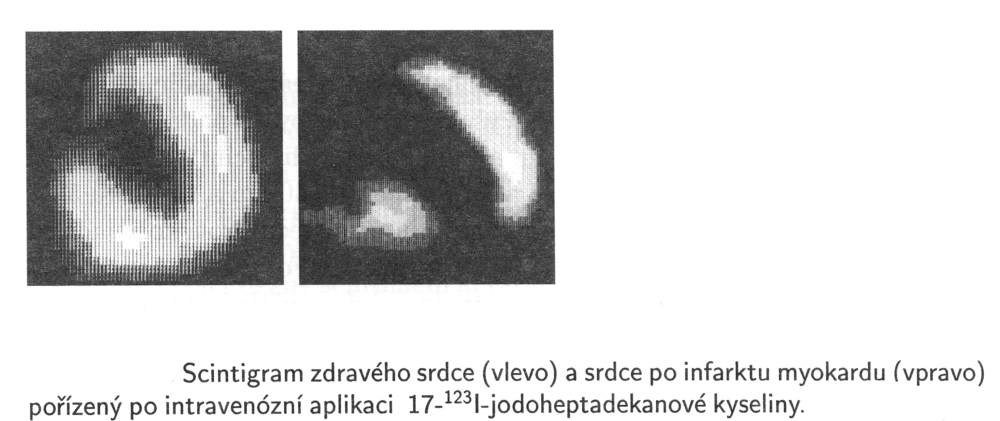 Scintigram zdravého srdce (vlevo) a srdce po infarktu myokardu (vpravo)
pořízený po intravenózní aplikaci 17-¹²³I-jodoheptadekanové kyseliny.